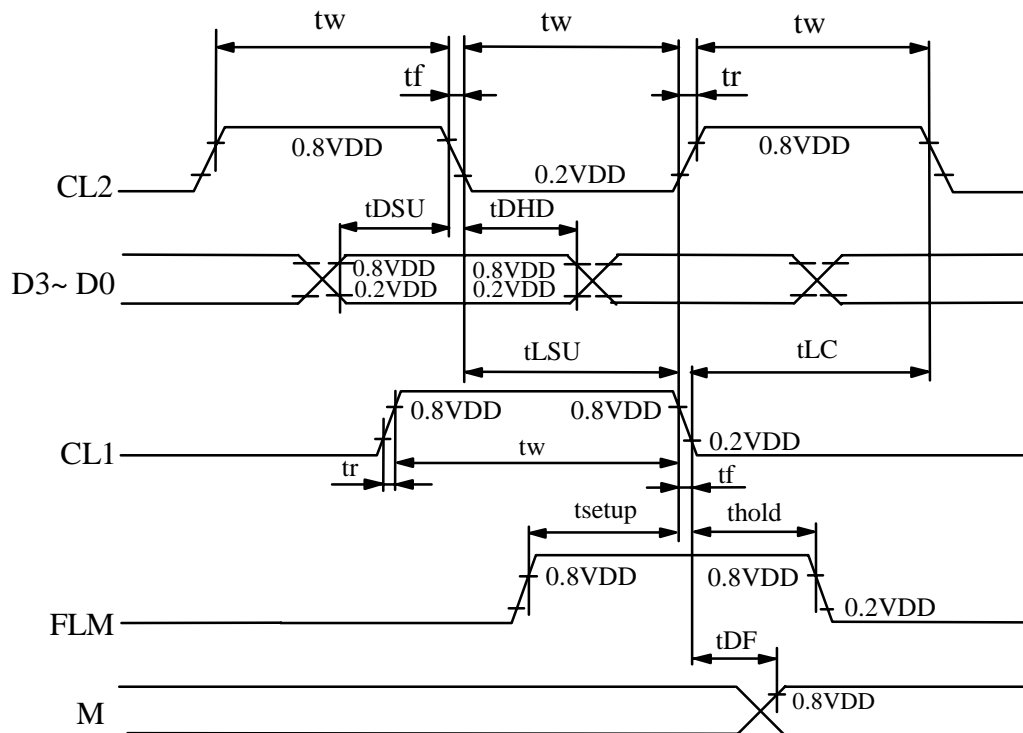 tw tw tw
tf tr
0.8VDD 0.8VDD
CL2 0.2VDD
tDSU tDHD
0.8VDD 0.8VDD
D3~ D0
0.2VDD 0.2VDD
tLSU tLC
0.8VDD 0.8VDD
CL1 0.2VDD
tr tw tf
tsetup thold
0.8VDD 0.8VDD
FLM 0.2VDD
tDF
M 0.8VDD